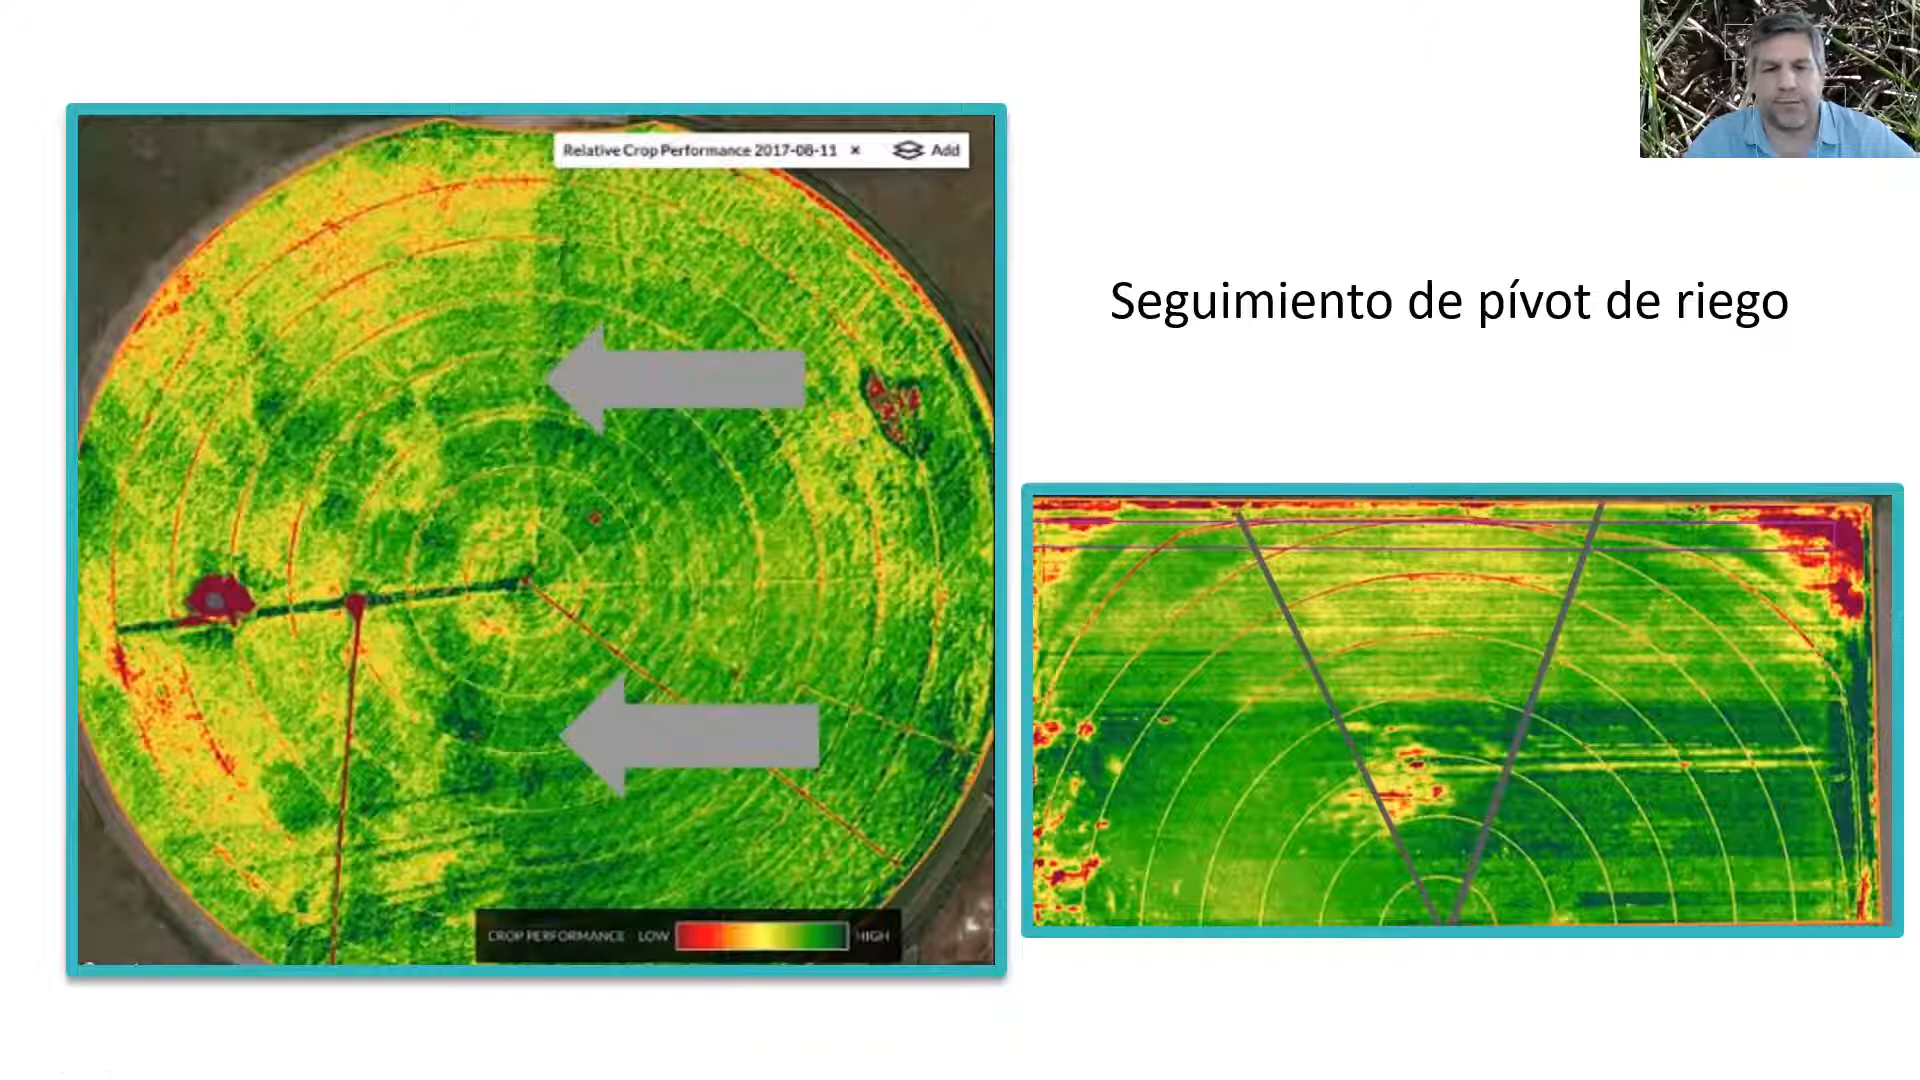 Relative Crop Performance 2017-08-11 × Add
Seguimiento de pívot de riego
CROP PERFORMANCE LOW HIGH